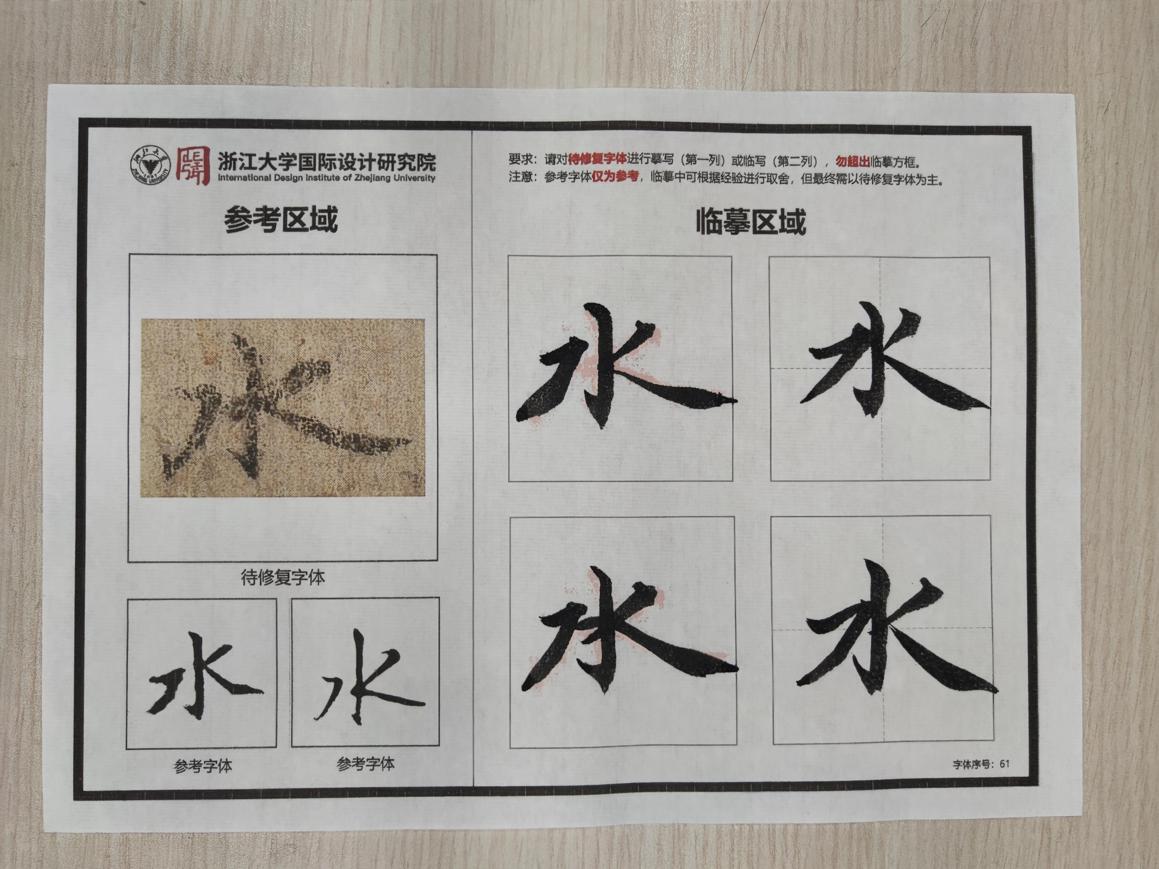 浙江大学国际设计研究院
International Design Institute of Zhejiang University
参考区域
水
待修复字体
水
水
参考字体
参考字体
要求：请对待修复字体进行摹写（第一列）或临写（第二列），勿超出临摹方框。
注意：参考字体仅为参考，临摹中可根据经验进行取舍，但最终需以待修复字体为主。
临摹区域
水
水
水
水
字体序号：61